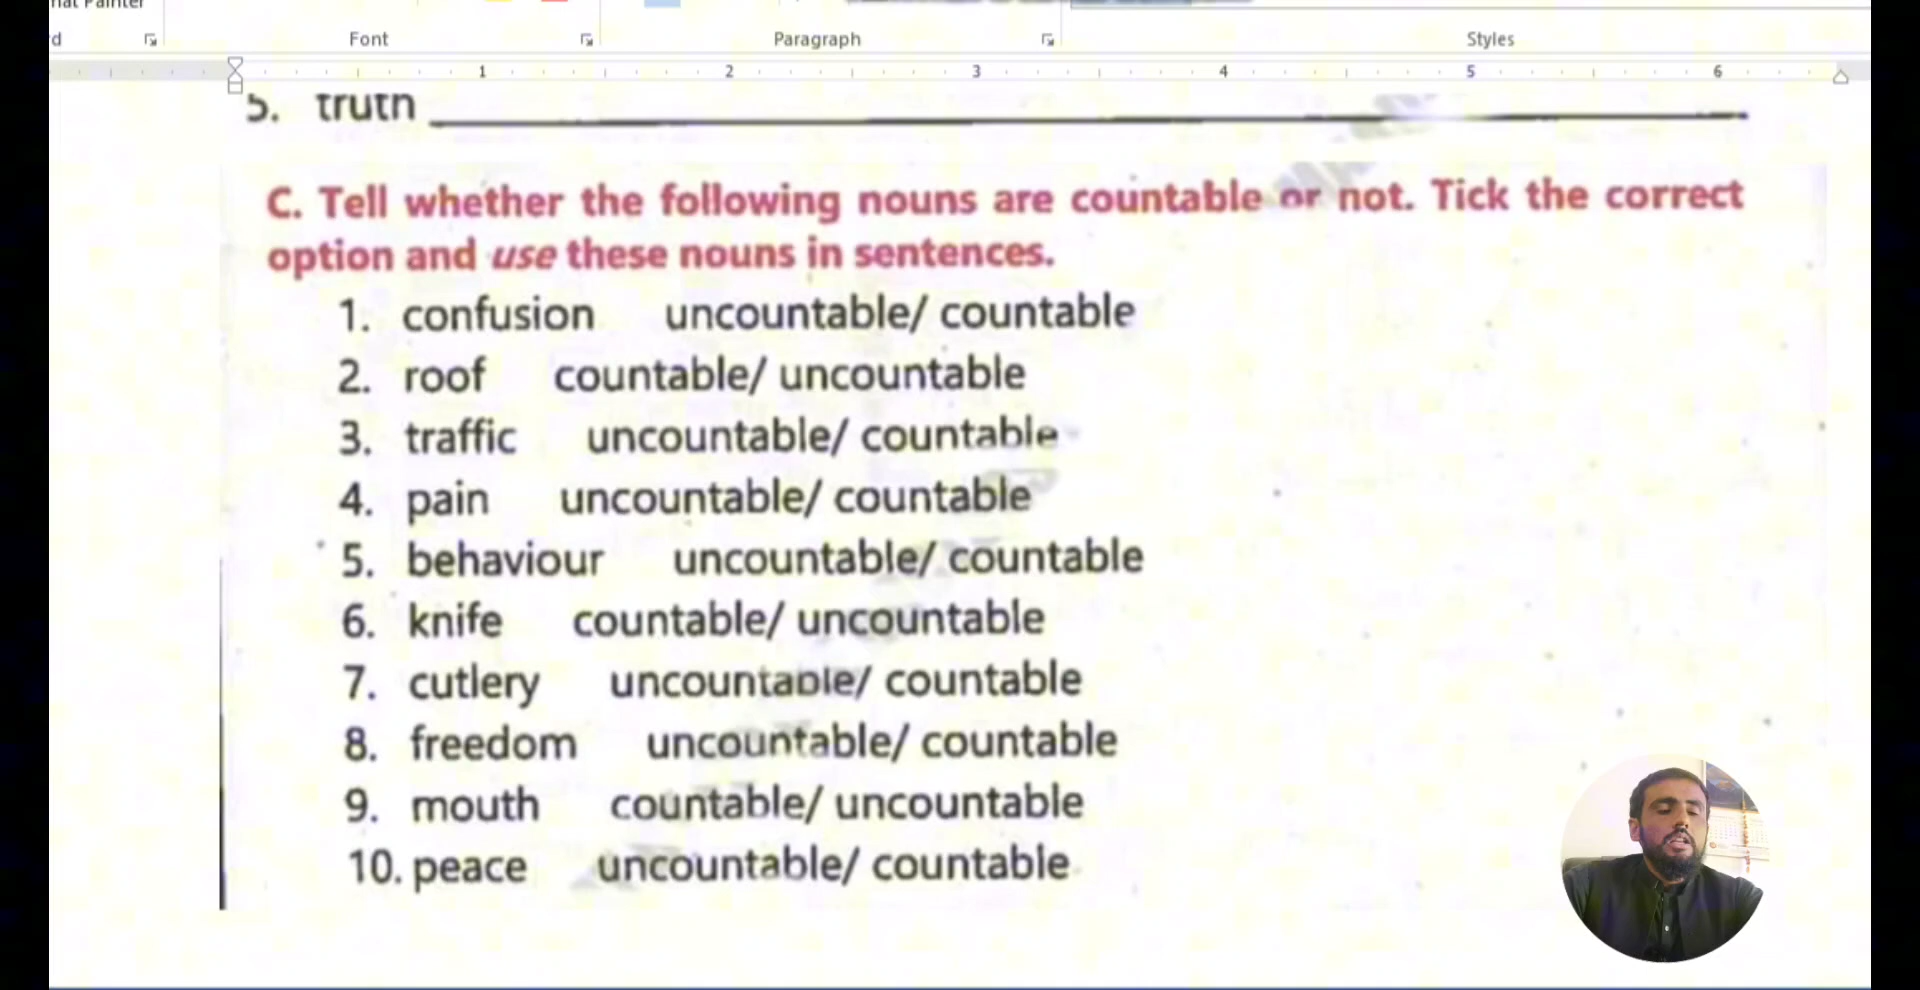 Font Paragraph Styles
1 2 3 4 5 6
5. truth
C. Tell whether the following nouns are countable or not. Tick the correct
option and use these nouns in sentences.
1. confusion uncountable/ countable
2. roof countable/ uncountable
3. traffic uncountable/ countable
4. pain uncountable/ countable
5. behaviour uncountable/ countable
6. knife countable/ uncountable
7. cutlery uncountable/ countable
8. freedom uncountable/ countable
9. mouth countable/ uncountable
10. peace uncountable/ countable